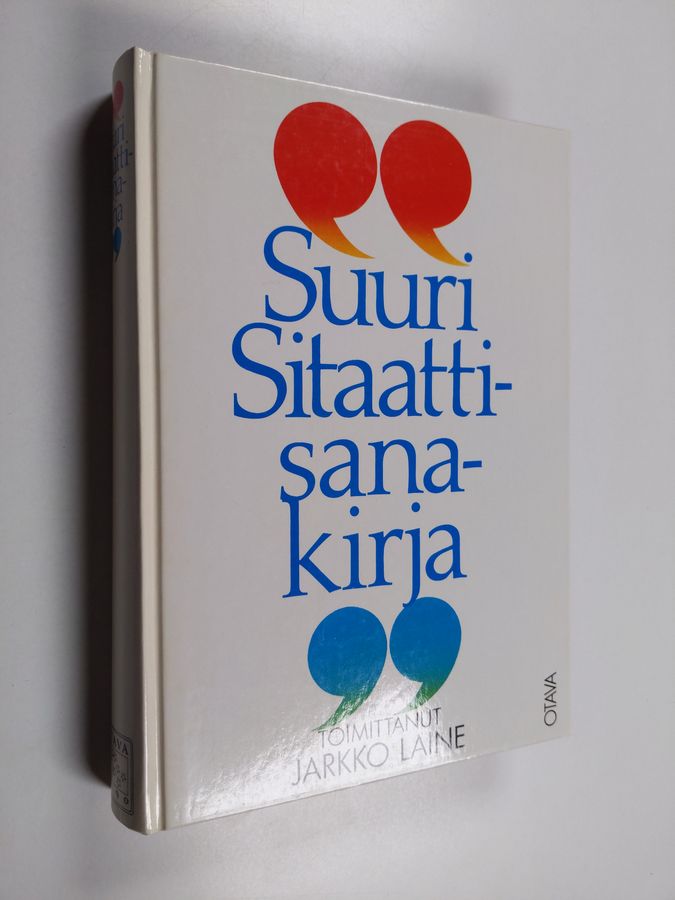 Suuri
Sitaatti-
sana-
kirja
TOIMITTANUT
JARKKO LAINE
OTAVA